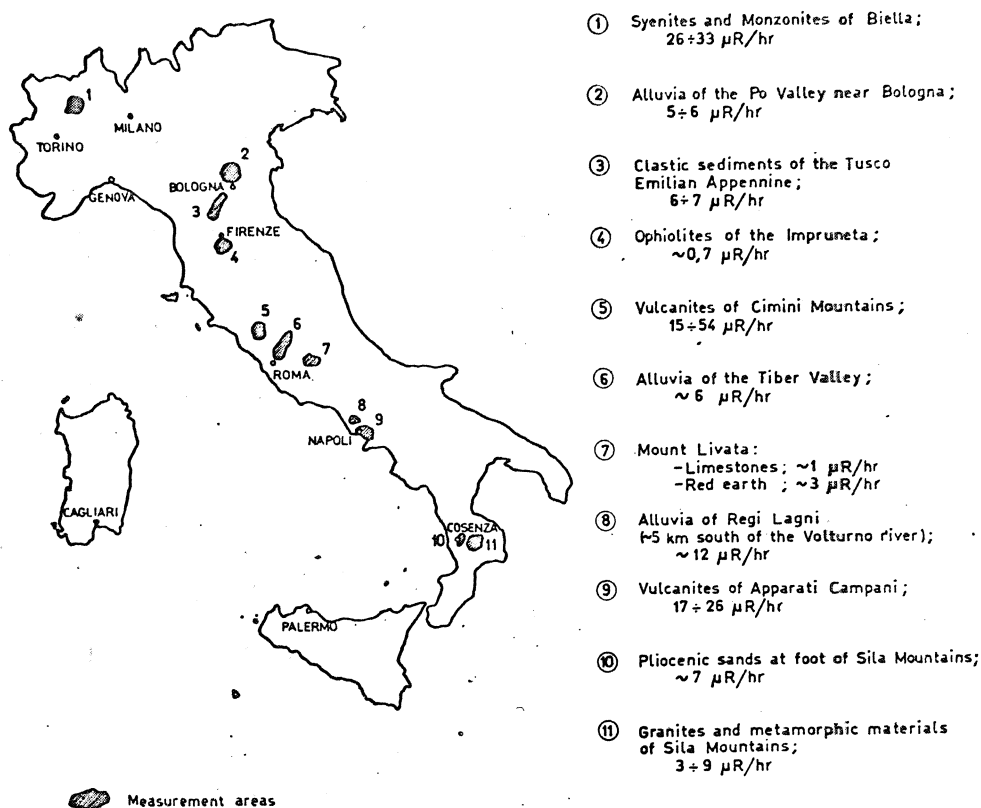 1
MILANO
TORINO
GENOVA
2
BOLOGNA
3
FIRENZE
4
5
6
7
ROMA
8
9
NAPOLI
CAGLIARI
COSENZA
10
11
PALERMO
Measurement areas
① Syenites and Monzonites of Biella;
26÷33 µR/hr
② Alluvia of the Po Valley near Bologna;
5÷6 µR/hr
③ Clastic sediments of the Tusco
Emilian Appennine;
6÷7 µR/hr
④ Ophiolites of the Impruneta;
~0,7 µR/hr
⑤ Vulcanites of Cimini Mountains;
15÷54 µR/hr
⑥ Alluvia of the Tiber Valley;
~6 µR/hr
⑦ Mount Livata:
-Limestones; ~1 µR/hr
-Red earth ; ~3 µR/hr
⑧ Alluvia of Regi Lagni
(~5 km south of the Volturno river);
~12 µR/hr
⑨ Vulcanites of Apparati Campani;
17÷26 µR/hr
⑩ Pliocenic sands at foot of Sila Mountains;
~7 µR/hr
⑪ Granites and metamorphic materials
of Sila Mountains;
3÷9 µR/hr